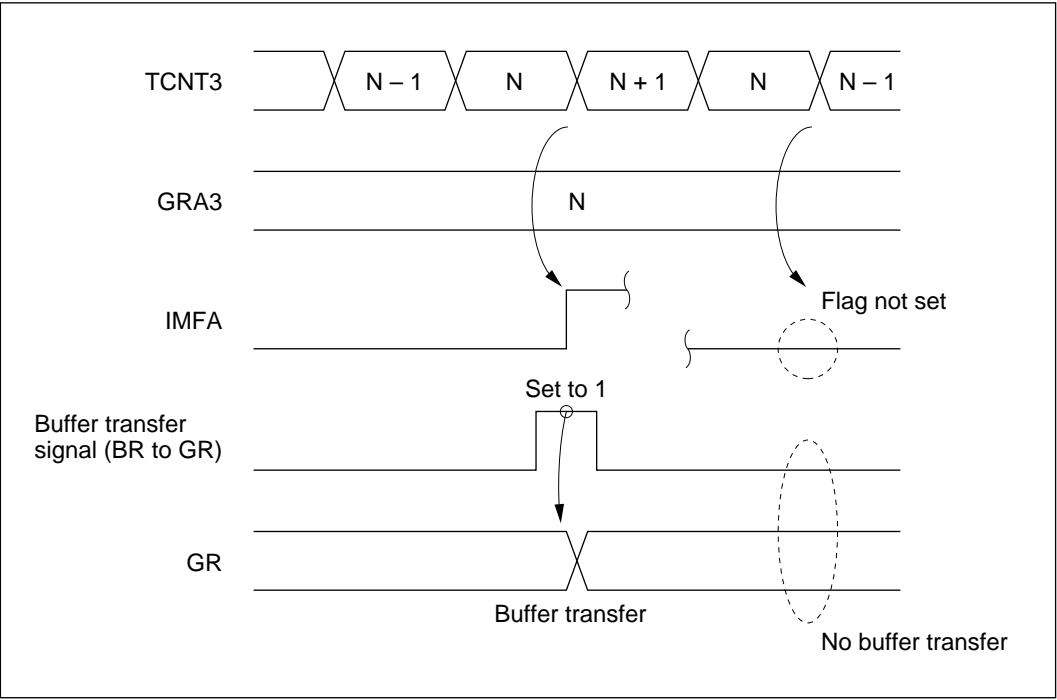 TCNT3
N – 1
N
N + 1
N
N – 1
GRA3
N
IMFA
Flag not set
Set to 1
Buffer transfer
signal (BR to GR)
GR
Buffer transfer
No buffer transfer